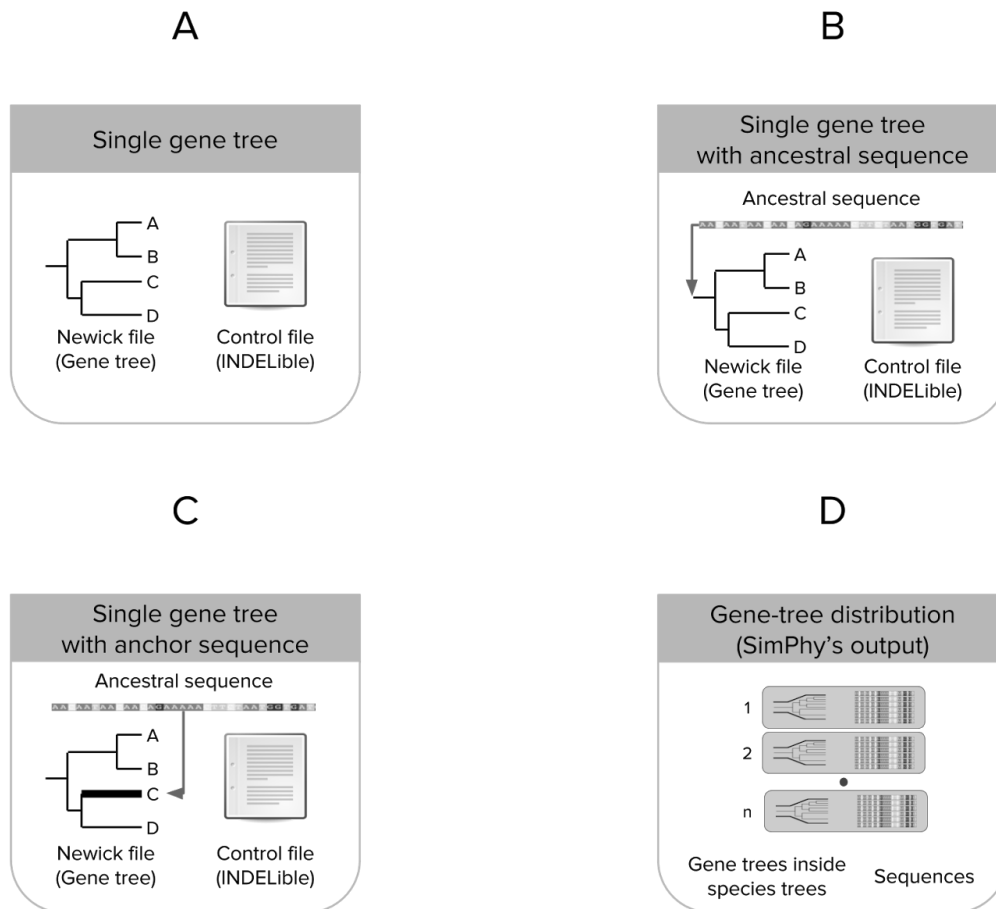 A
Single gene tree
A
B
C
D
Newick file
(Gene tree)
Control file
(INDELible)
B
Single gene tree
with ancestral sequence
Ancestral sequence
A
B
C
D
Newick file
(Gene tree)
Control file
(INDELible)
C
Single gene tree
with anchor sequence
Ancestral sequence
A
B
C
D
Newick file
(Gene tree)
Control file
(INDELible)
D
Gene-tree distribution
(SimPhy's output)
1
2
n
Gene trees inside
species trees
Sequences